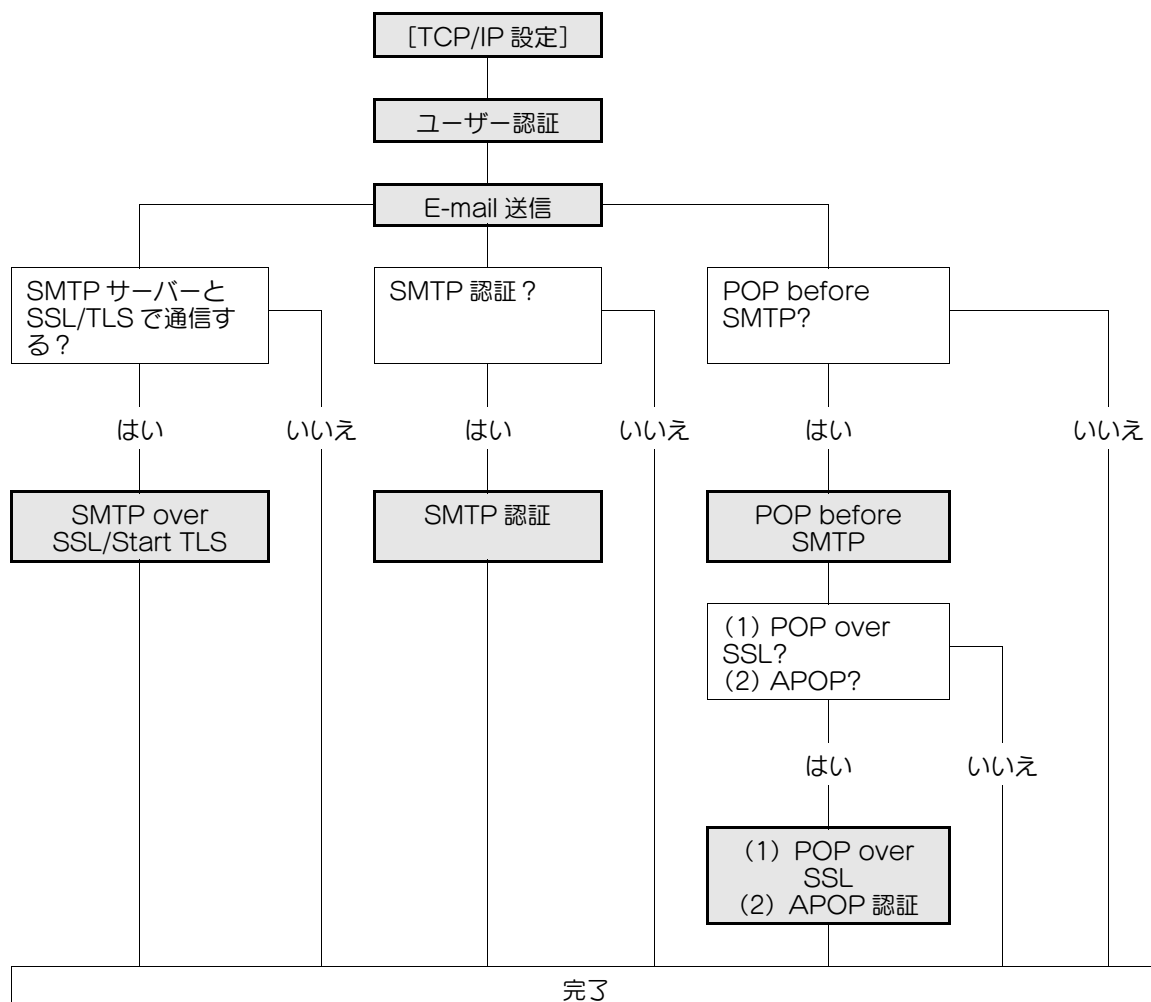 ［TCP/IP 設定］
ユーザー認証
E-mail 送信
SMTP サーバーと
SSL/TLS で通信す
る？
SMTP 認証？
POP before
SMTP?
はい
いいえ
はい
いいえ
はい
いいえ
SMTP over
SSL/Start TLS
SMTP 認証
POP before
SMTP
（1）POP over
SSL?
（2）APOP?
はい
いいえ
（1）POP over
SSL
（2）APOP 認証
完了